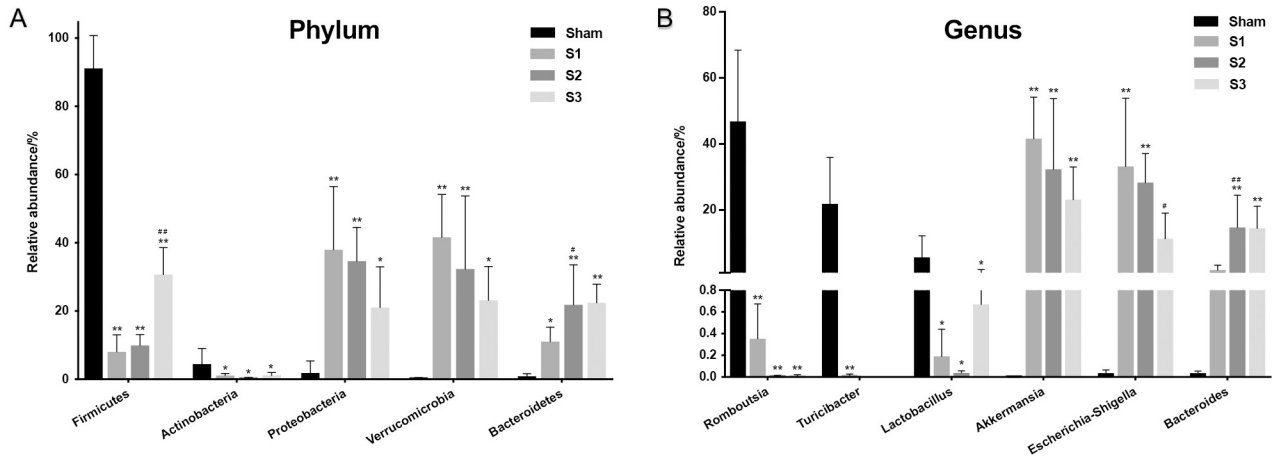 A
Phylum
Relative abundance/%
100
80
60
40
20
0
Sham
S1
S2
S3
** ** ## **
* * *
** ** *
** ** *
* # ** **
Firmicutes
Actinobacteria
Proteobacteria
Verrucomicrobia
Bacteroidetes
B
Genus
Relative abundance/%
80
60
40
20
0.8
0.6
0.4
0.2
0.0
Sham
S1
S2
S3
** ** **
**
* * *
** ** **
** ** #
## ** **
Romboutsia
Turicibacter
Lactobacillus
Akkermansia
Escherichia-Shigella
Bacteroides